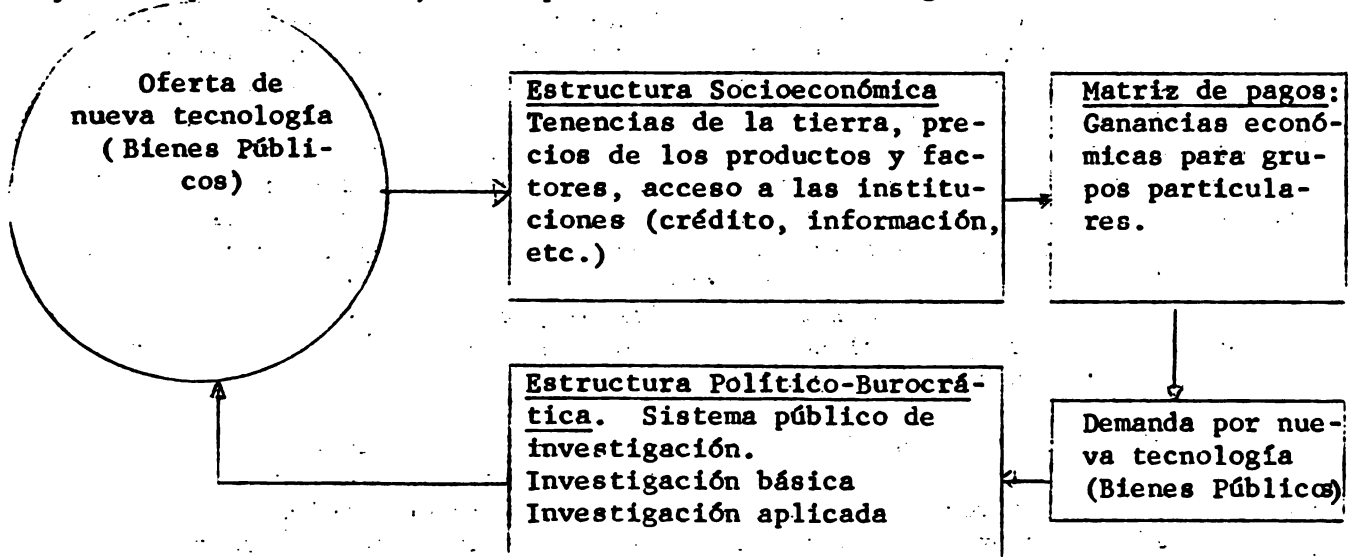 Oferta de
nueva tecnología
(Bienes Públi-
cos)
Estructura Socioeconómica
Tenencias de la tierra, pre-
cios de los productos y fac-
tores, acceso a las institu-
ciones (crédito, información,
etc.)
Matriz de pagos:
Ganancias econó-
micas para gru-
pos particula-
res.
Estructura Político-Burocrá-
tica. Sistema público de
investigación.
Investigación básica
Investigación aplicada
Demanda por nue-
va tecnología
(Bienes Públicos)